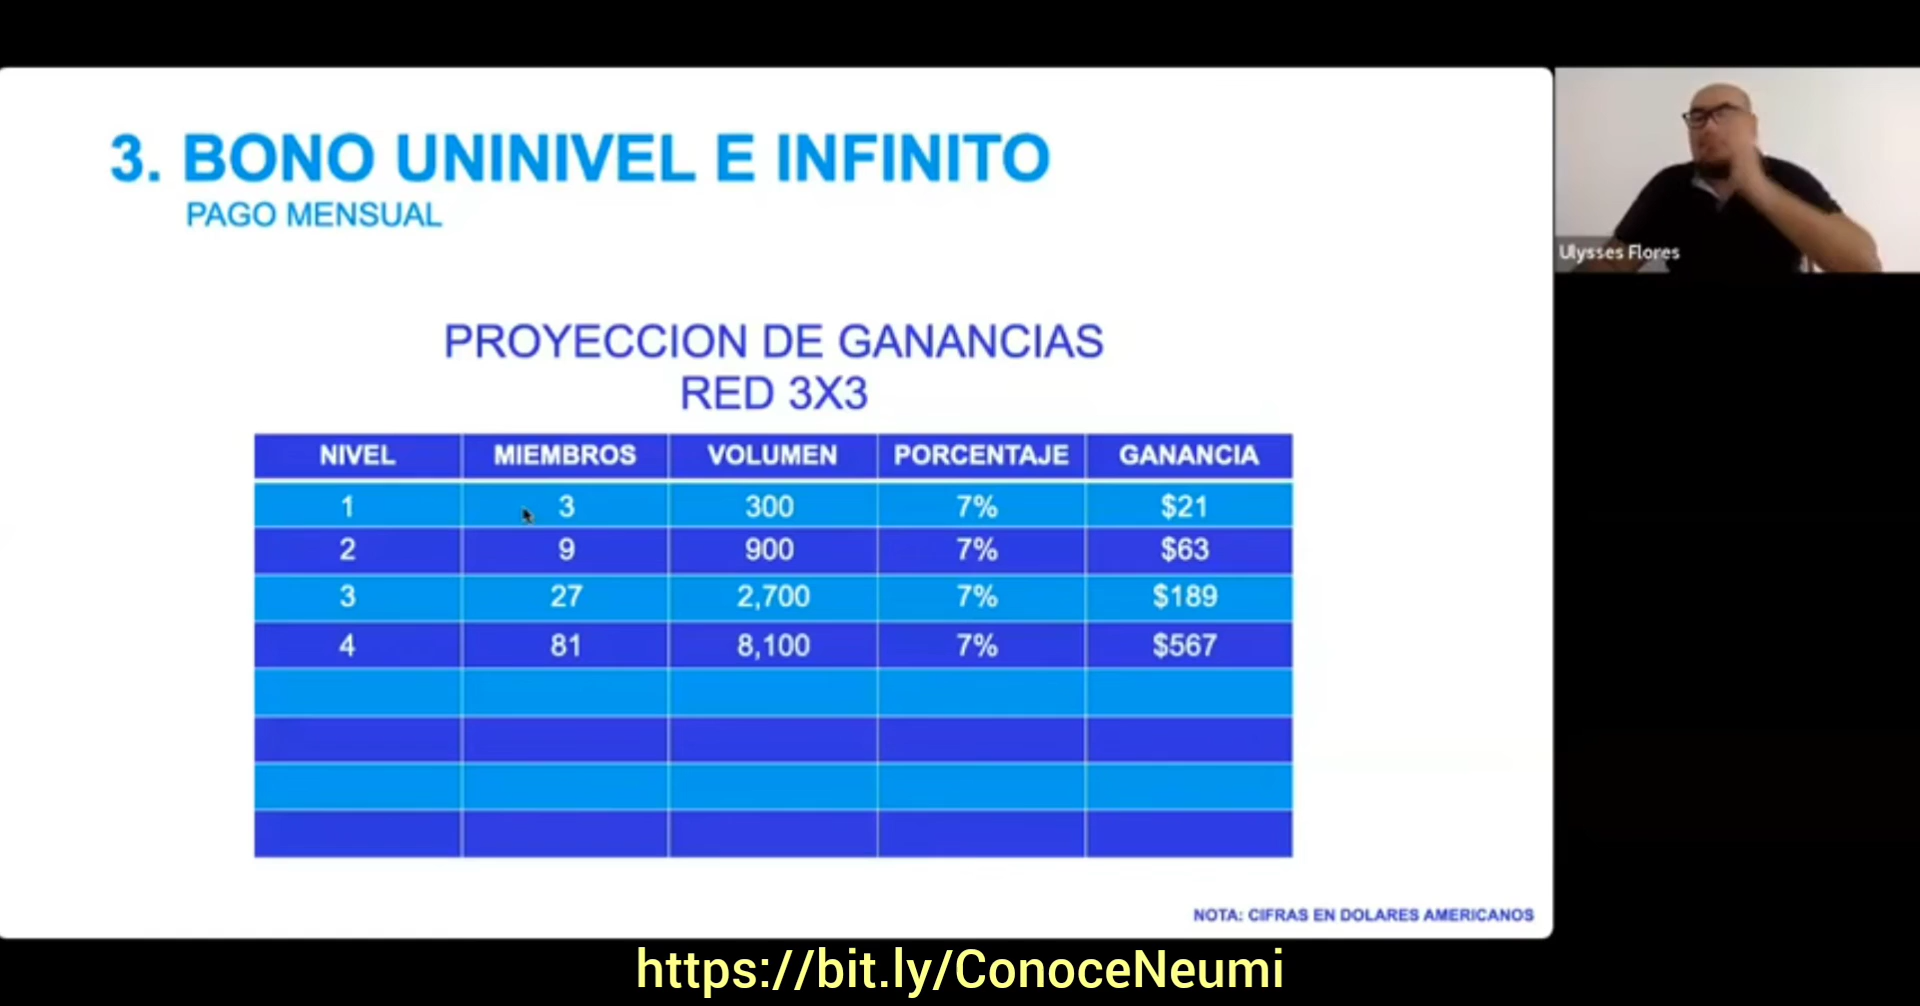 3. BONO UNINIVEL E INFINITO
PAGO MENSUAL
Ulysses Flores
PROYECCION DE GANANCIAS
RED 3X3
NIVEL MIEMBROS VOLUMEN PORCENTAJE GANANCIA
1 3 300 7% $21
2 9 900 7% $63
3 27 2,700 7% $189
4 81 8,100 7% $567
NOTA: CIFRAS EN DOLARES AMERICANOS
https://bit.ly/ConoceNeumi